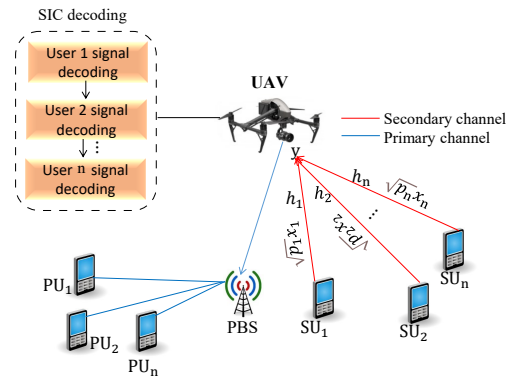 SIC decoding
User 1 signal
decoding
User 2 signal
decoding
⋮
User n signal
decoding
UAV
Secondary channel
Primary channel
y
h₁
h₂
hₙ
√p₁x₁
√p₂x₂
√pₙxₙ
...
PU₁
PU₂
PUₙ
PBS
SU₁
SU₂
SUₙ